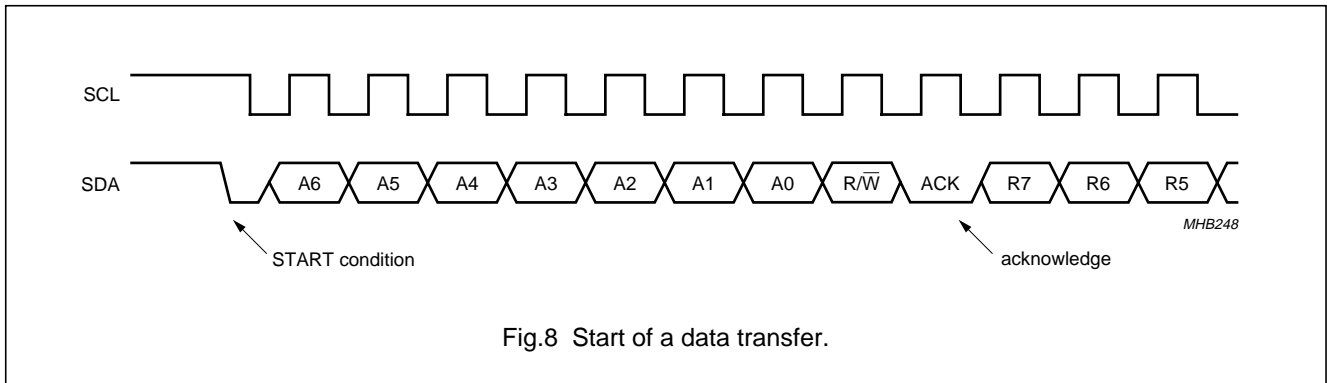 SCL
SDA A6 A5 A4 A3 A2 A1 A0 R/W̅ ACK R7 R6 R5
MHB248
START condition acknowledge
Fig.8 Start of a data transfer.